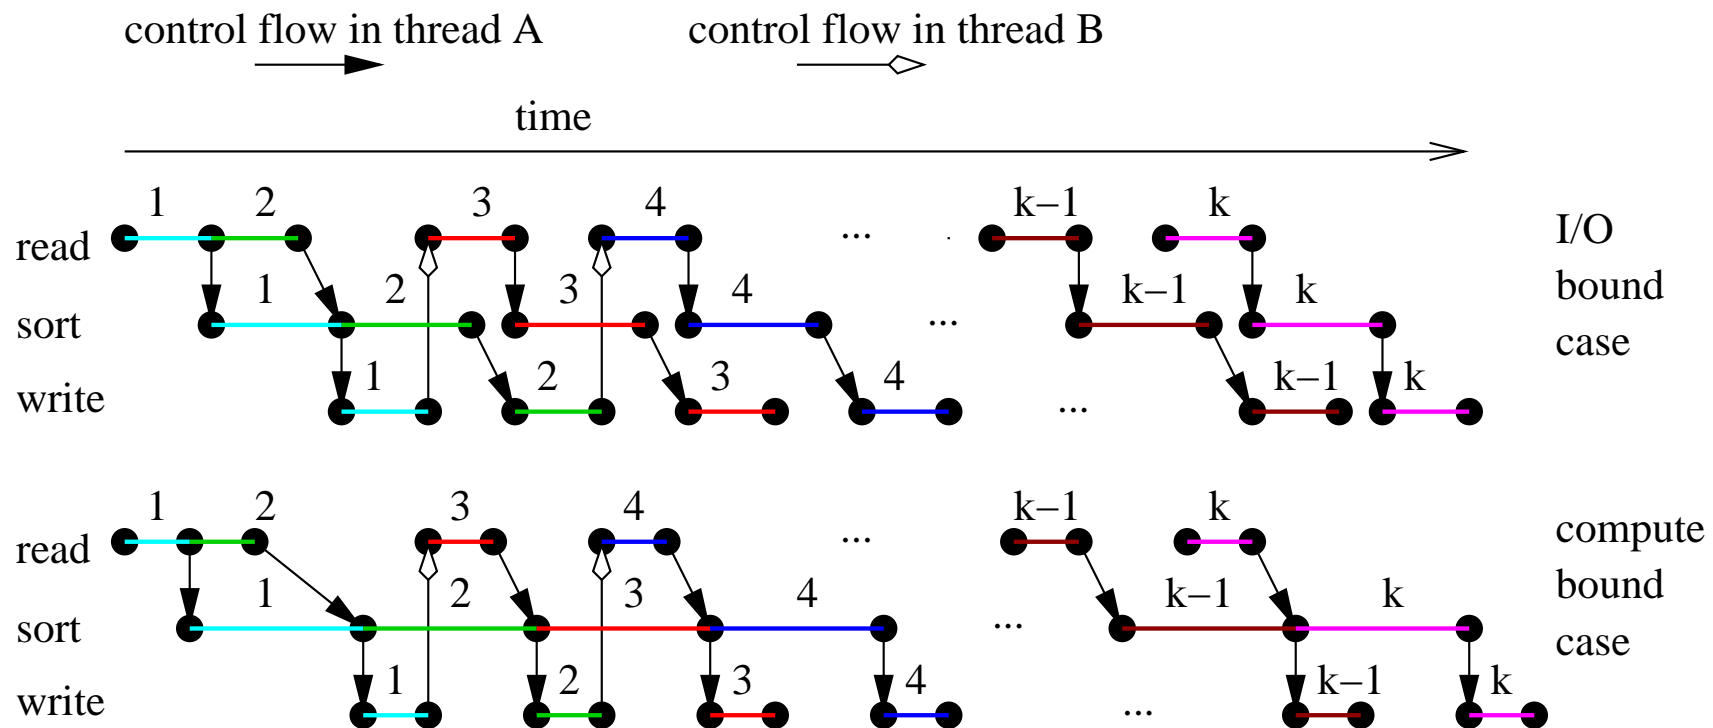 control flow in thread A control flow in thread B
time
1 2 3 4 ... k−1 k
read
I/O
1 2 3 4 k−1 k
bound
sort ...
case
1 2 3 4 k−1 k
write ...
1 2 3 4 ... k−1 k
read
compute
1 2 3 4 k−1 k
bound
sort ...
case
1 2 3 4 k−1 k
write ...